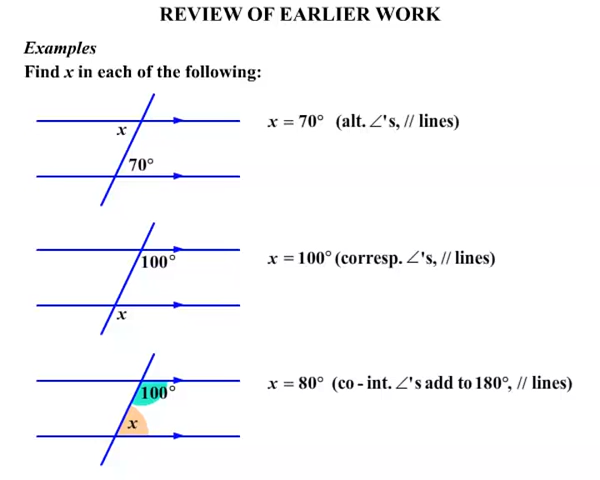 REVIEW OF EARLIER WORK
Examples
Find x in each of the following:
x
70°
x = 70° (alt. ∠'s, // lines)
100°
x
x = 100° (corresp. ∠'s, // lines)
100°
x
x = 80° (co - int. ∠'s add to 180°, // lines)